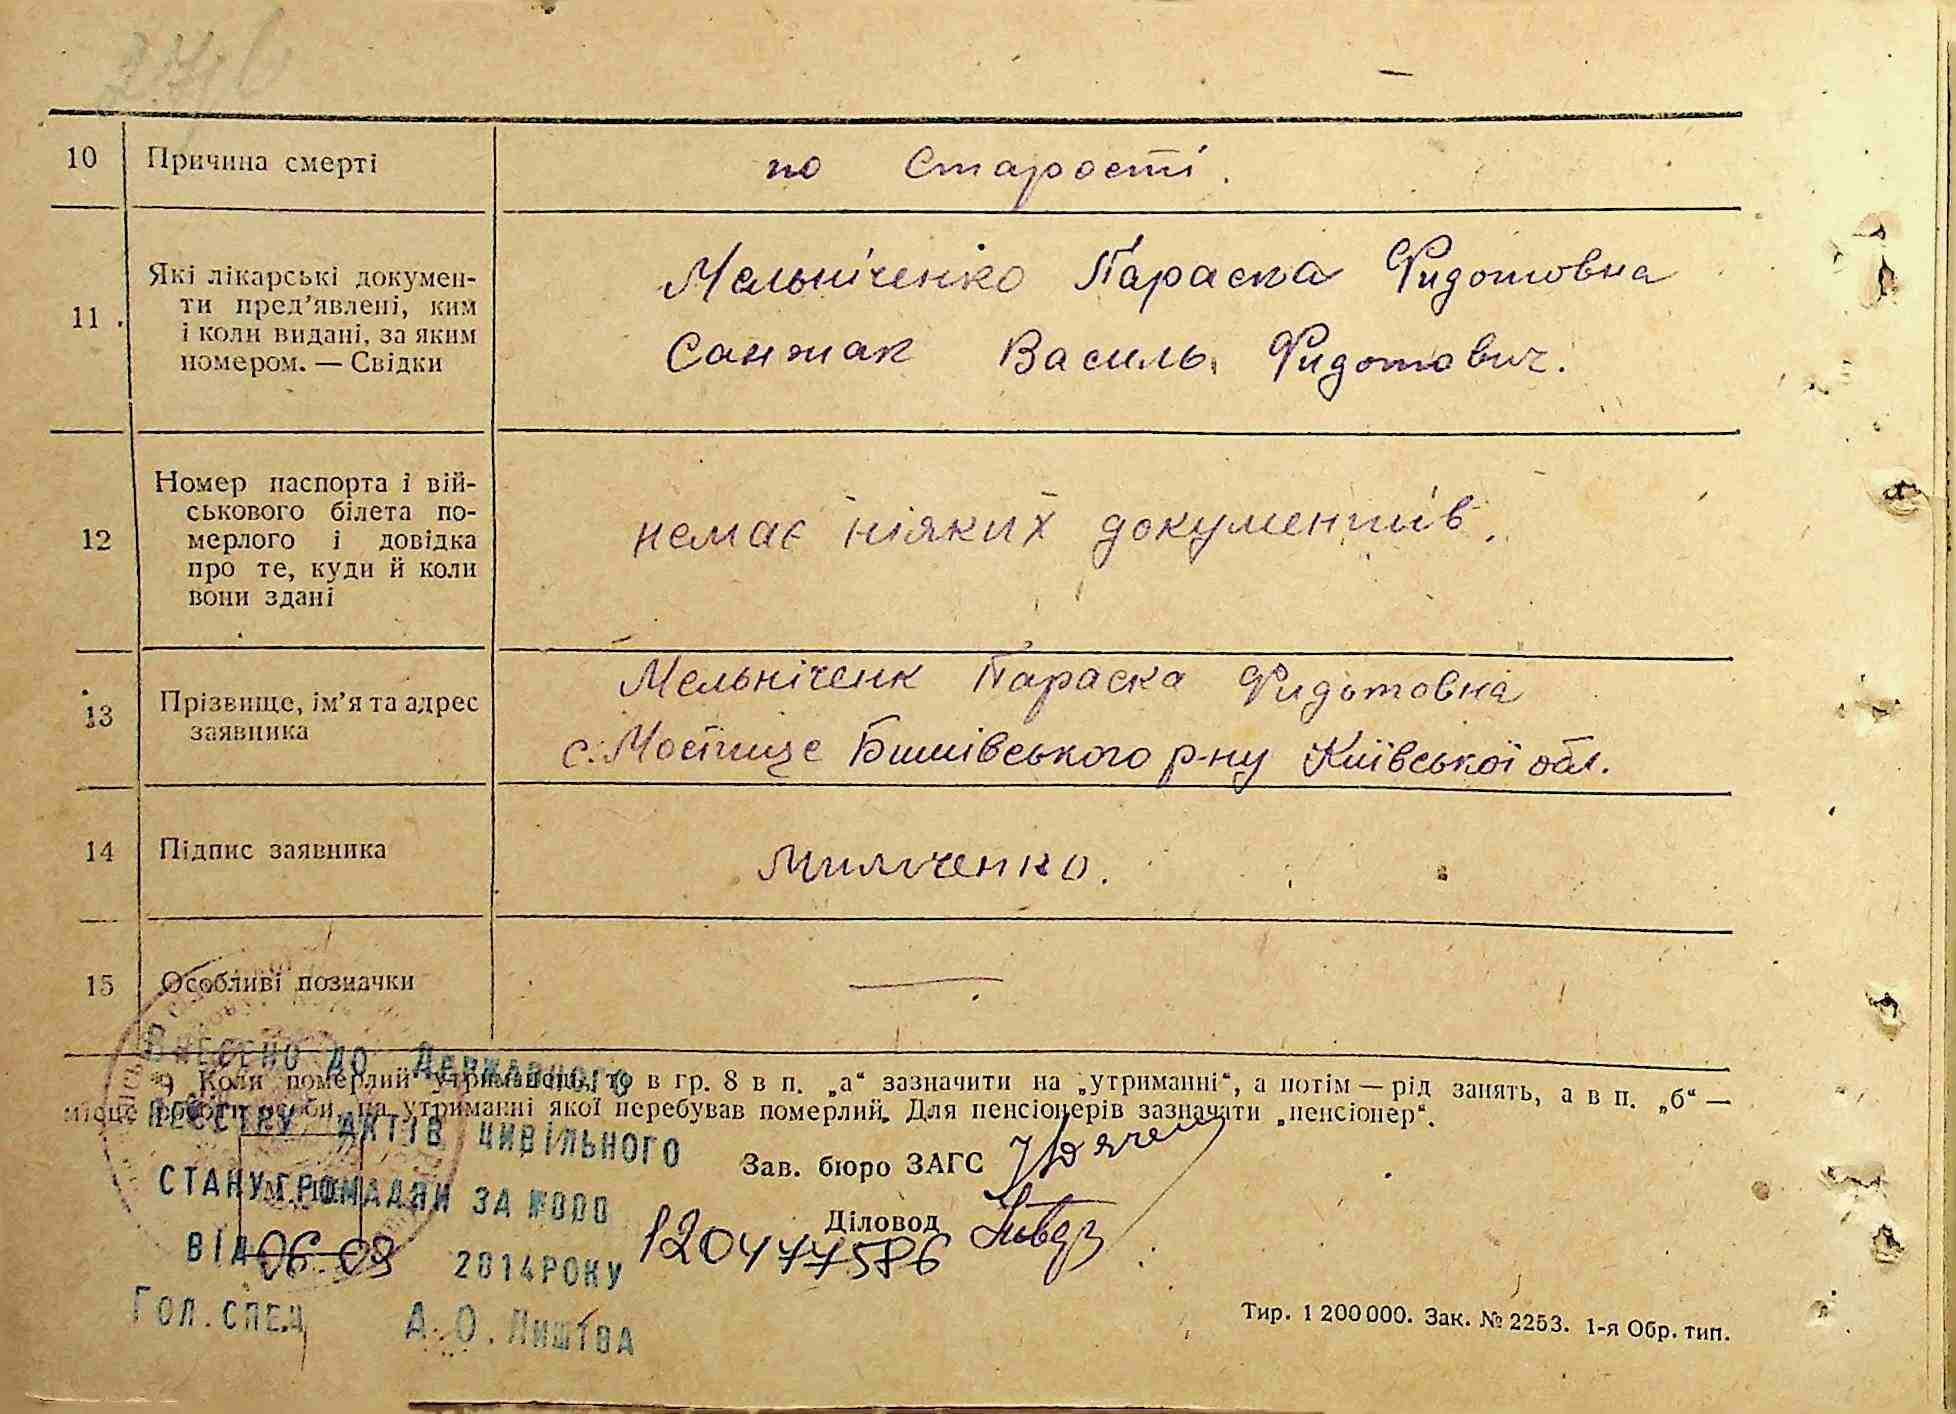 10 Причина смерті по старості.
11. Які лікарські докумен-
ти пред’явлені, ким
і коли видані, за яким
номером. — Свідки
Мельніченко Параска Фидотовна
Санжак Василь Фидотович.
12 Номер паспорта і вій-
ськового білета по-
мерлого і довідка
про те, куди й коли
вони здані
немає ніяких документів.
13 Прізвище, ім’я та адрес
заявника
Мельніченк Параска Фидотовна
с. Мостище Бишівського р-ну Київської обл.
14 Підпис заявника Миличенко.
15 Особливі позначки —
*) Коли померлий утриманець, то в гр. 8 в п. „а“ зазначити на „утриманні“, а потім — рід занять, а в п. „б“ —
місце роботи особи, на утриманні якої перебував померлий. Для пенсіонерів зазначати „пенсіонер“.
Зав. бюро ЗАГС
Діловод
Внесено до Державного
реєстру актів цивільного
стану громадян за №000
120477586
від 06.03 2014 року
Гол. спец А. О. Лиштва
Тир. 1 200 000. Зак. № 2253. 1-я Обр. тип.